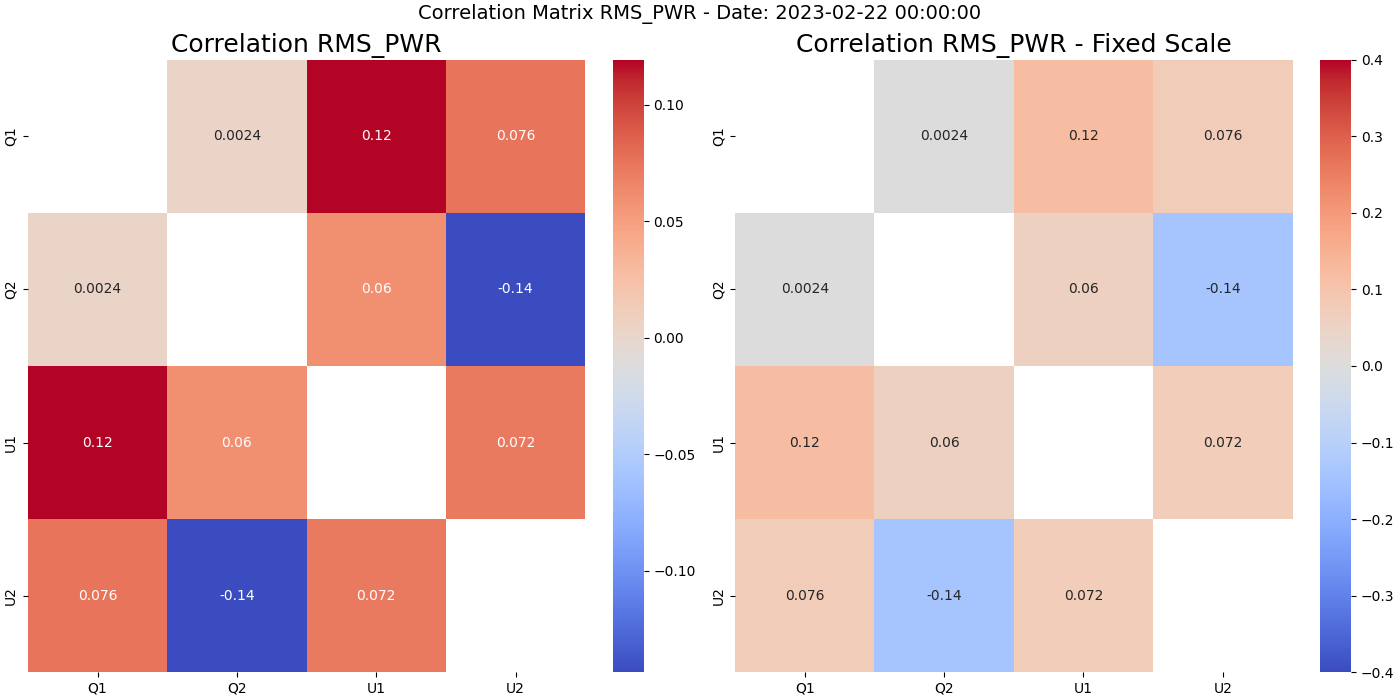 Correlation Matrix RMS_PWR - Date: 2023-02-22 00:00:00
Correlation RMS_PWR
Q1
0.0024
0.12
0.076
Q2
0.0024
0.06
-0.14
U1
0.12
0.06
0.072
U2
0.076
-0.14
0.072
Q1
Q2
U1
U2
0.10
0.05
0.00
−0.05
−0.10
Correlation RMS_PWR - Fixed Scale
Q1
0.0024
0.12
0.076
Q2
0.0024
0.06
-0.14
U1
0.12
0.06
0.072
U2
0.076
-0.14
0.072
Q1
Q2
U1
U2
0.4
0.3
0.2
0.1
0.0
−0.1
−0.2
−0.3
−0.4